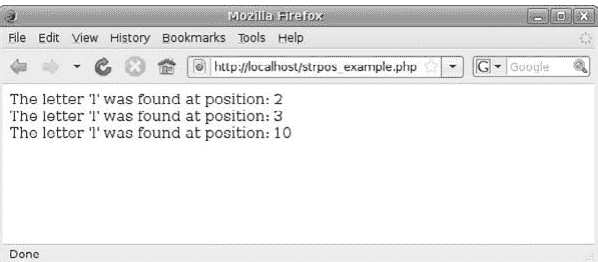 Mozilla Firefox
File Edit View History Bookmarks Tools Help
http://localhost/strpos_example.php G Google
The letter 'l' was found at position: 2
The letter 'l' was found at position: 3
The letter 'l' was found at position: 10
Done